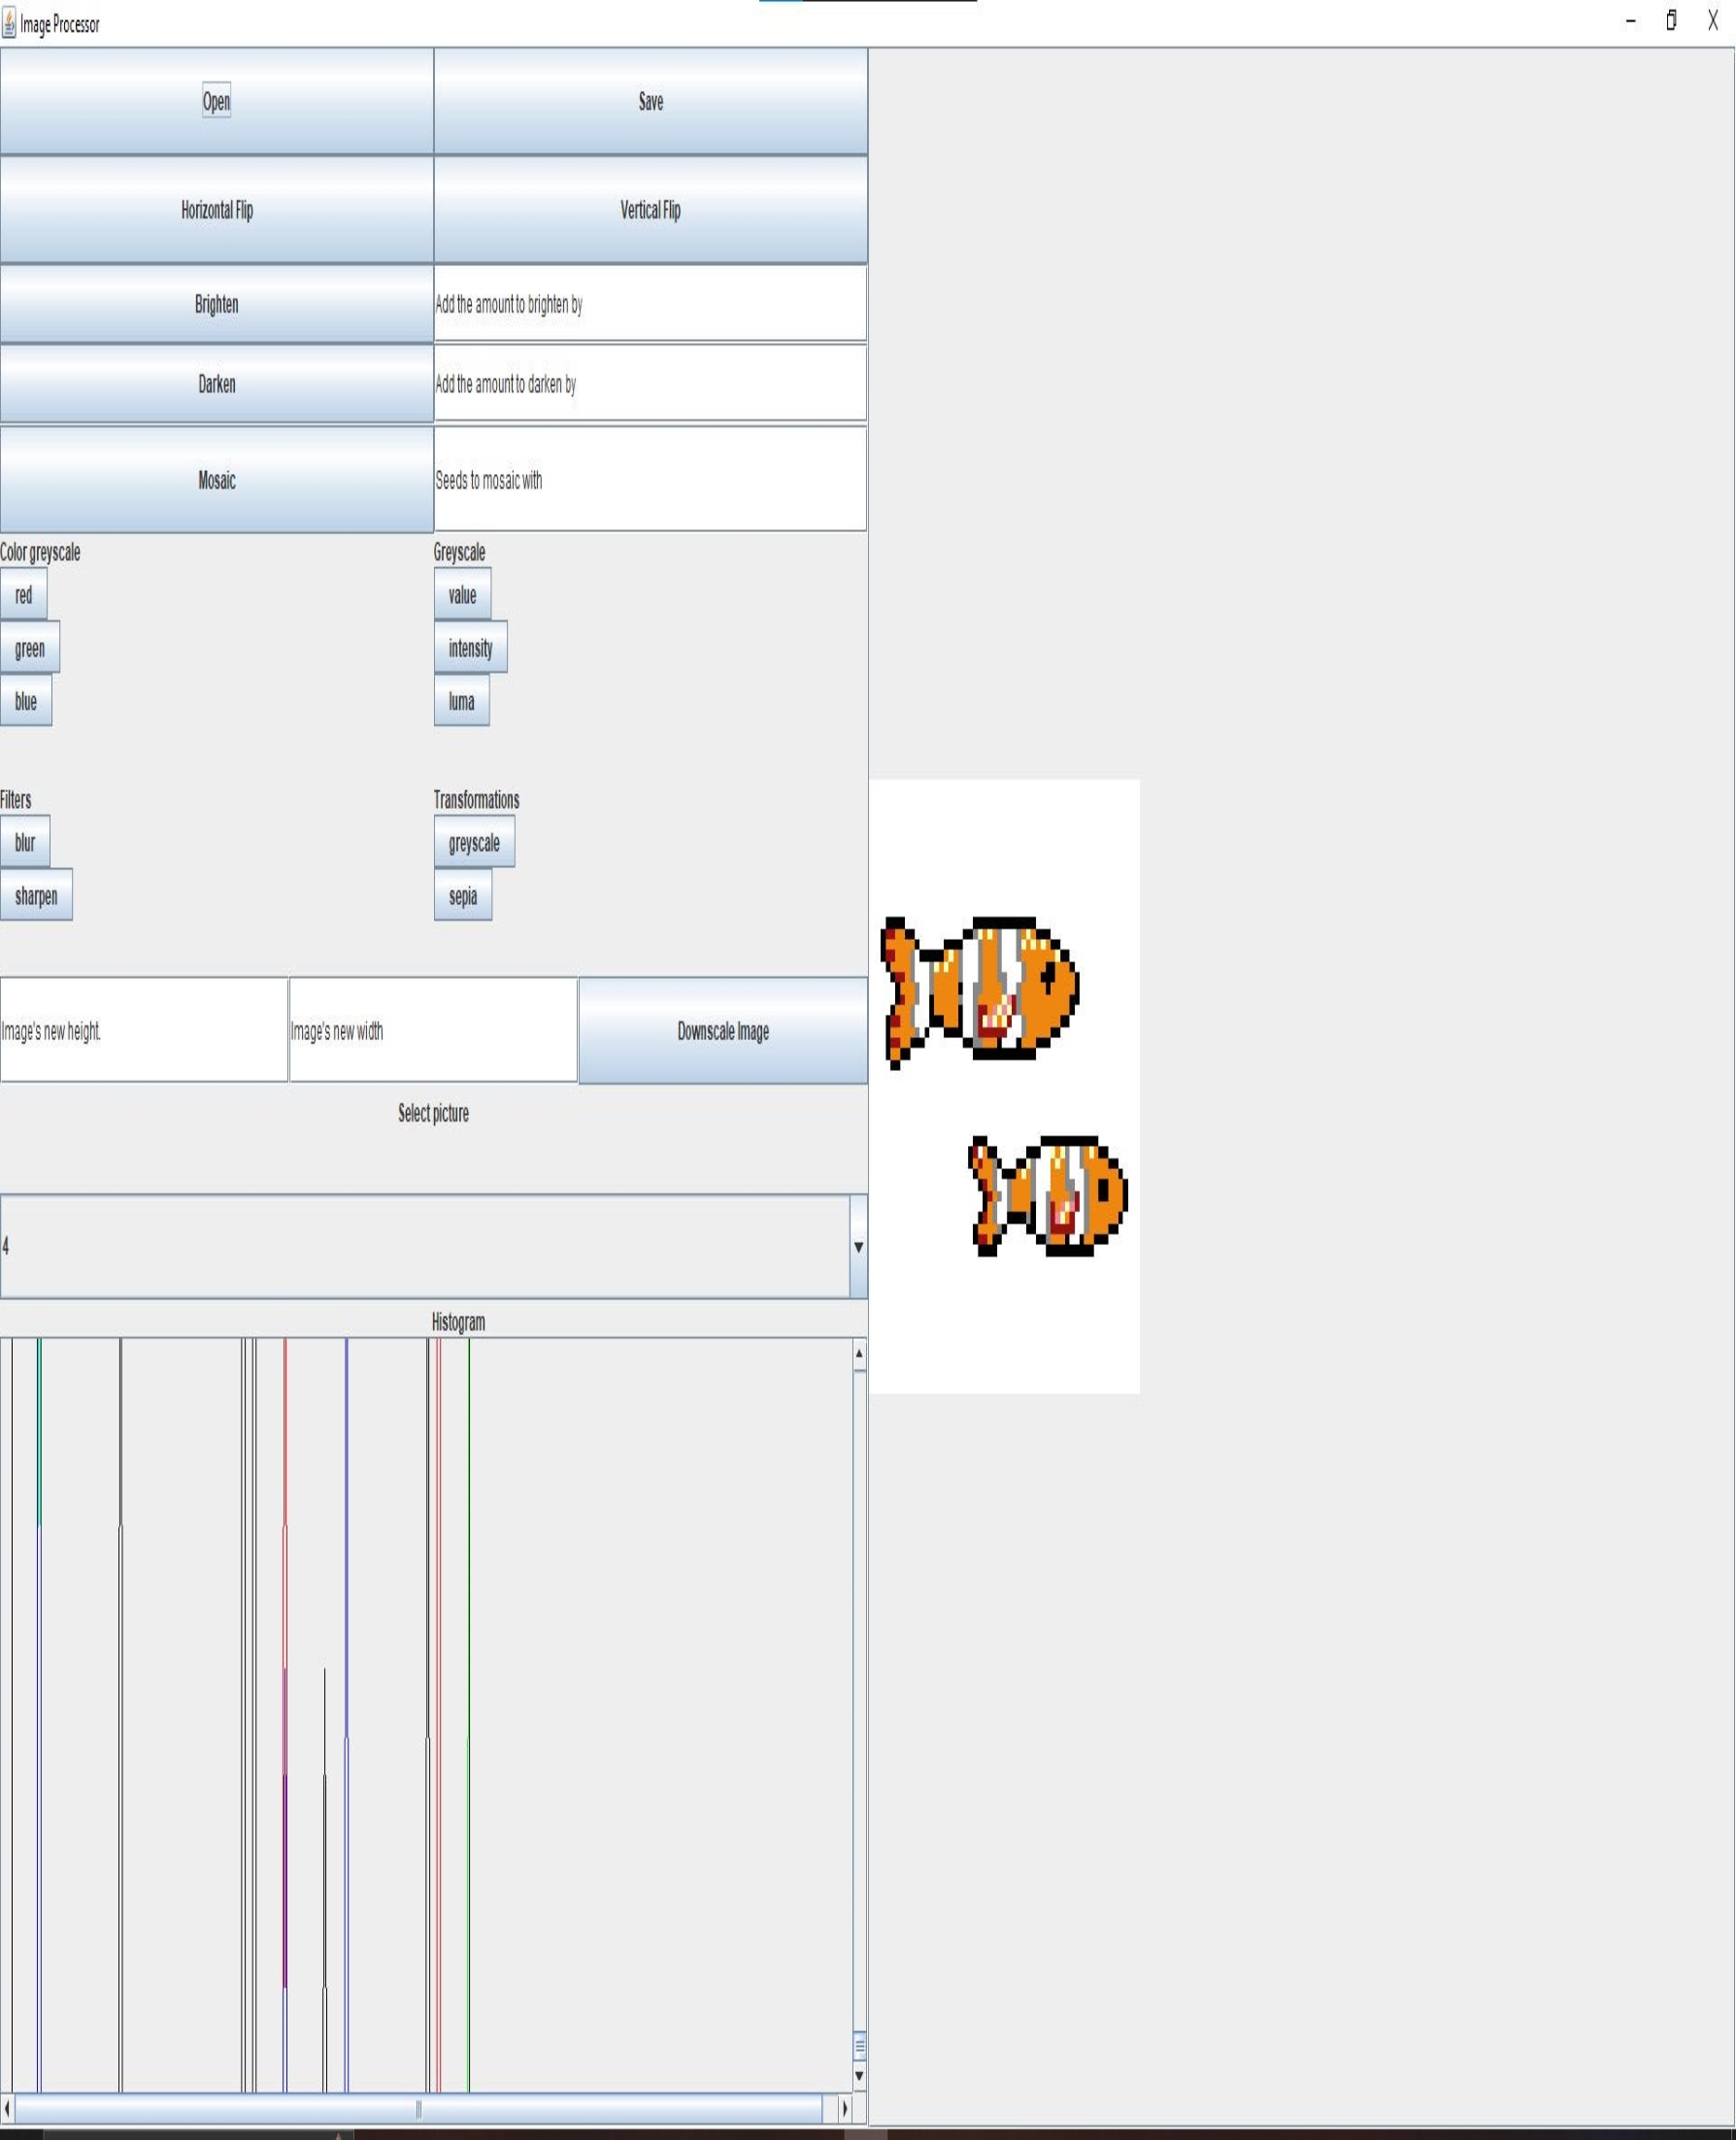 Image Processor
Open
Save
Horizontal Flip
Vertical Flip
Brighten
Add the amount to brighten by
Darken
Add the amount to darken by
Mosaic
Seeds to mosaic with
Color greyscale
Greyscale
red
value
green
intensity
blue
luma
Filters
Transformations
blur
greyscale
sharpen
sepia
Image's new height.
Image's new width
Downscale Image
Select picture
4
Histogram